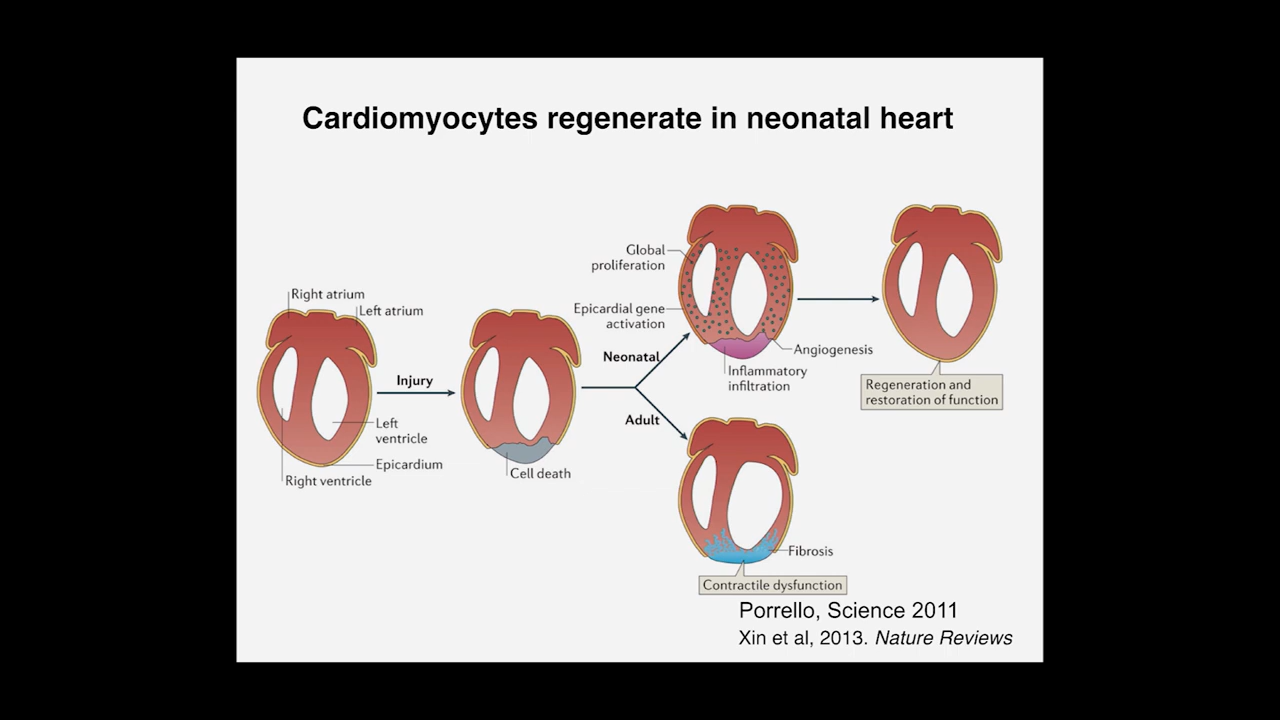 Cardiomyocytes regenerate in neonatal heart
Right atrium
Left atrium
Left
ventricle
Epicardium
Right ventricle
Injury
Cell death
Neonatal
Adult
Global
proliferation
Epicardial gene
activation
Angiogenesis
Inflammatory
infiltration
Regeneration and
restoration of function
Fibrosis
Contractile dysfunction
Porrello, Science 2011
Xin et al, 2013. Nature Reviews